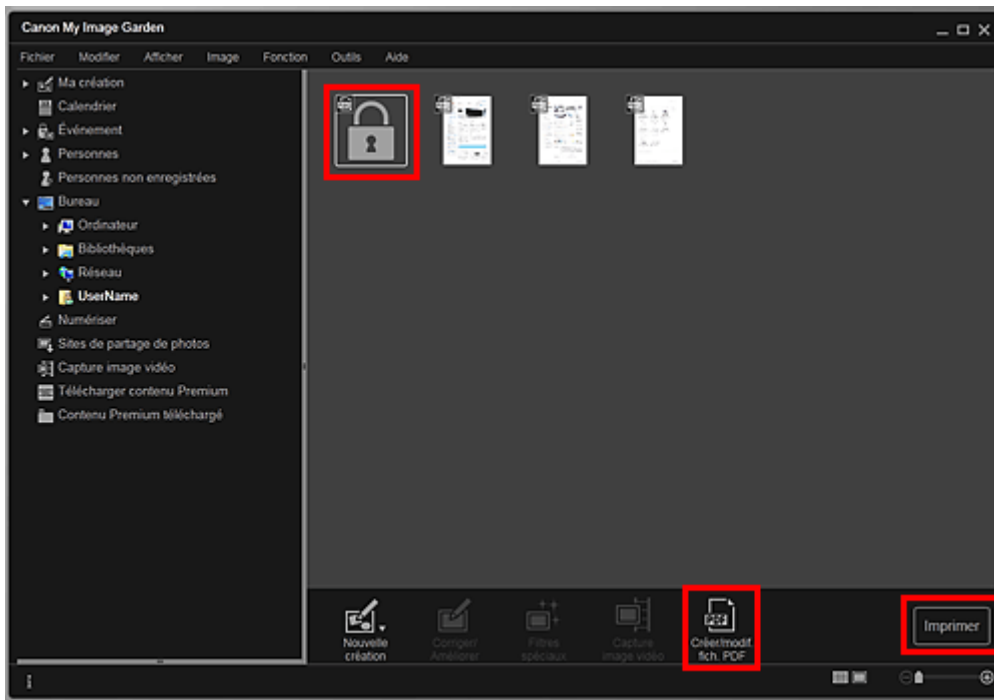 Canon My Image Garden
Fichier Modifier Afficher Image Fonction Outils Aide
Ma création
Calendrier
Événement
Personnes
Personnes non enregistrées
Bureau
Ordinateur
Bibliothèques
Réseau
UserName
Numériser
Sites de partage de photos
Capture image vidéo
Télécharger contenu Premium
Contenu Premium téléchargé
Nouvelle
création
Corriger/
Améliorer
Filtres
spéciaux
Capture
image vidéo
PDF
Créer/modif.
fich. PDF
Imprimer